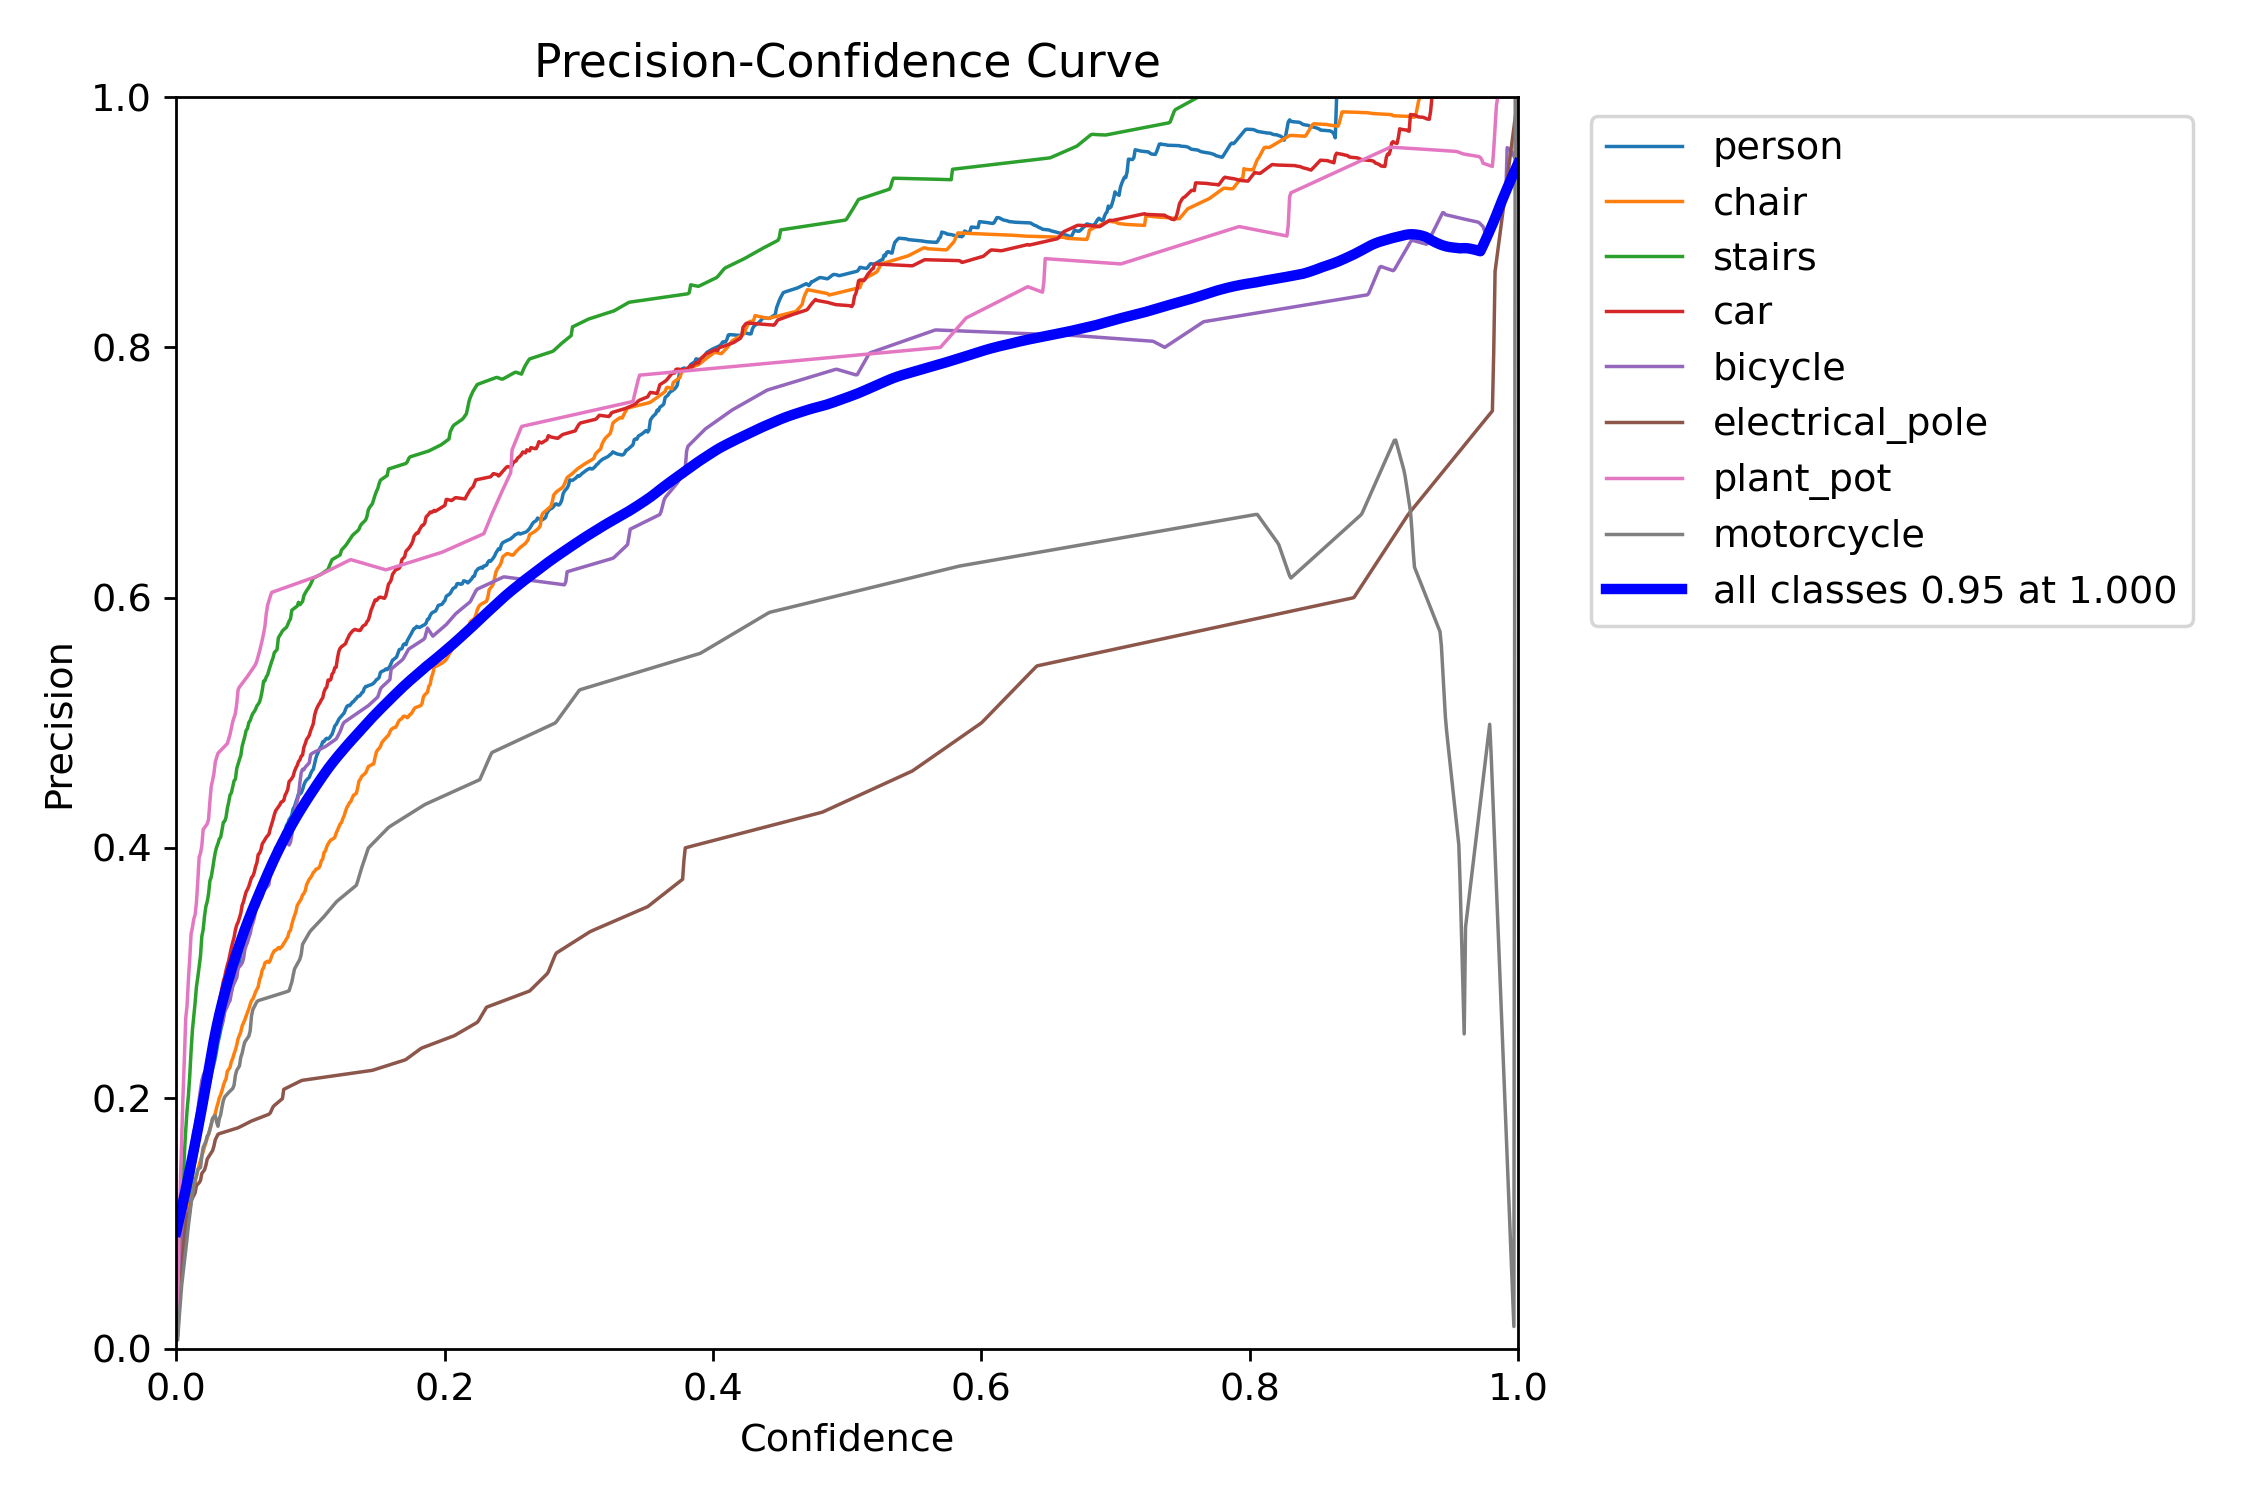 Precision-Confidence Curve
1.0
0.8
0.6
0.4
0.2
0.0
Precision
0.0 0.2 0.4 0.6 0.8 1.0
Confidence
person
chair
stairs
car
bicycle
electrical_pole
plant_pot
motorcycle
all classes 0.95 at 1.000